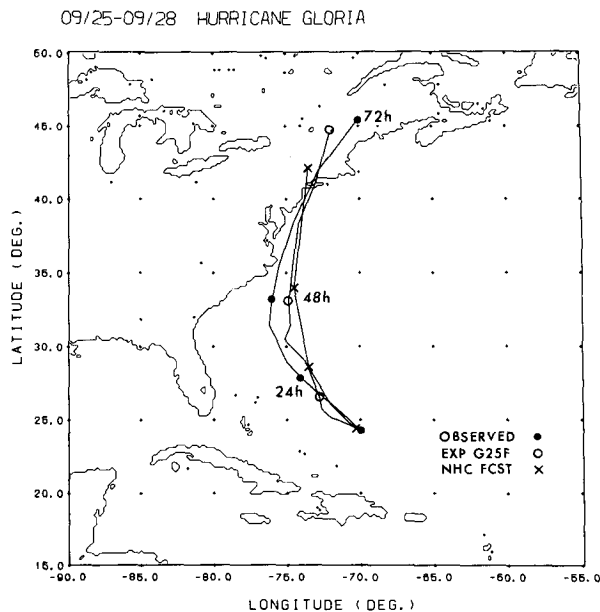 09/25-09/28 HURRICANE GLORIA
50.0
45.0
40.0
35.0
30.0
25.0
20.0
15.0
LATITUDE (DEG.)
72h
48h
24h
OBSERVED
EXP G25F
NHC FCST
-90.0 -85.0 -80.0 -75.0 -70.0 -65.0 -60.0 -55.0
LONGITUDE (DEG.)